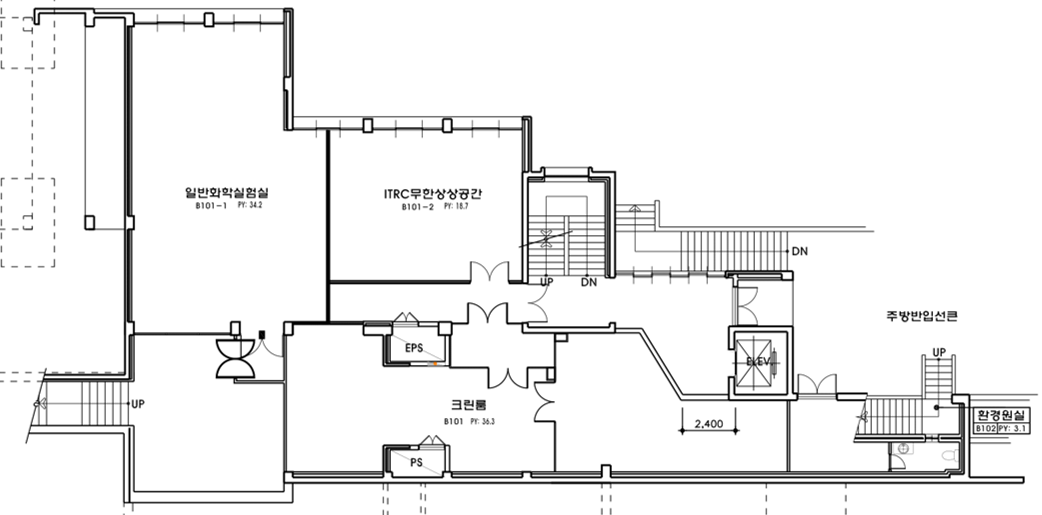 일반화학실험실
B101-1 PY: 34.2
ITRC무한상상공간
B101-2 PY: 18.7
DN
UP
DN
주방반입선큰
EPS
ELEV.
UP
UP
크린룸
B101 PY: 36.3
2,400
환경원실
B102 PY: 3.1
PS